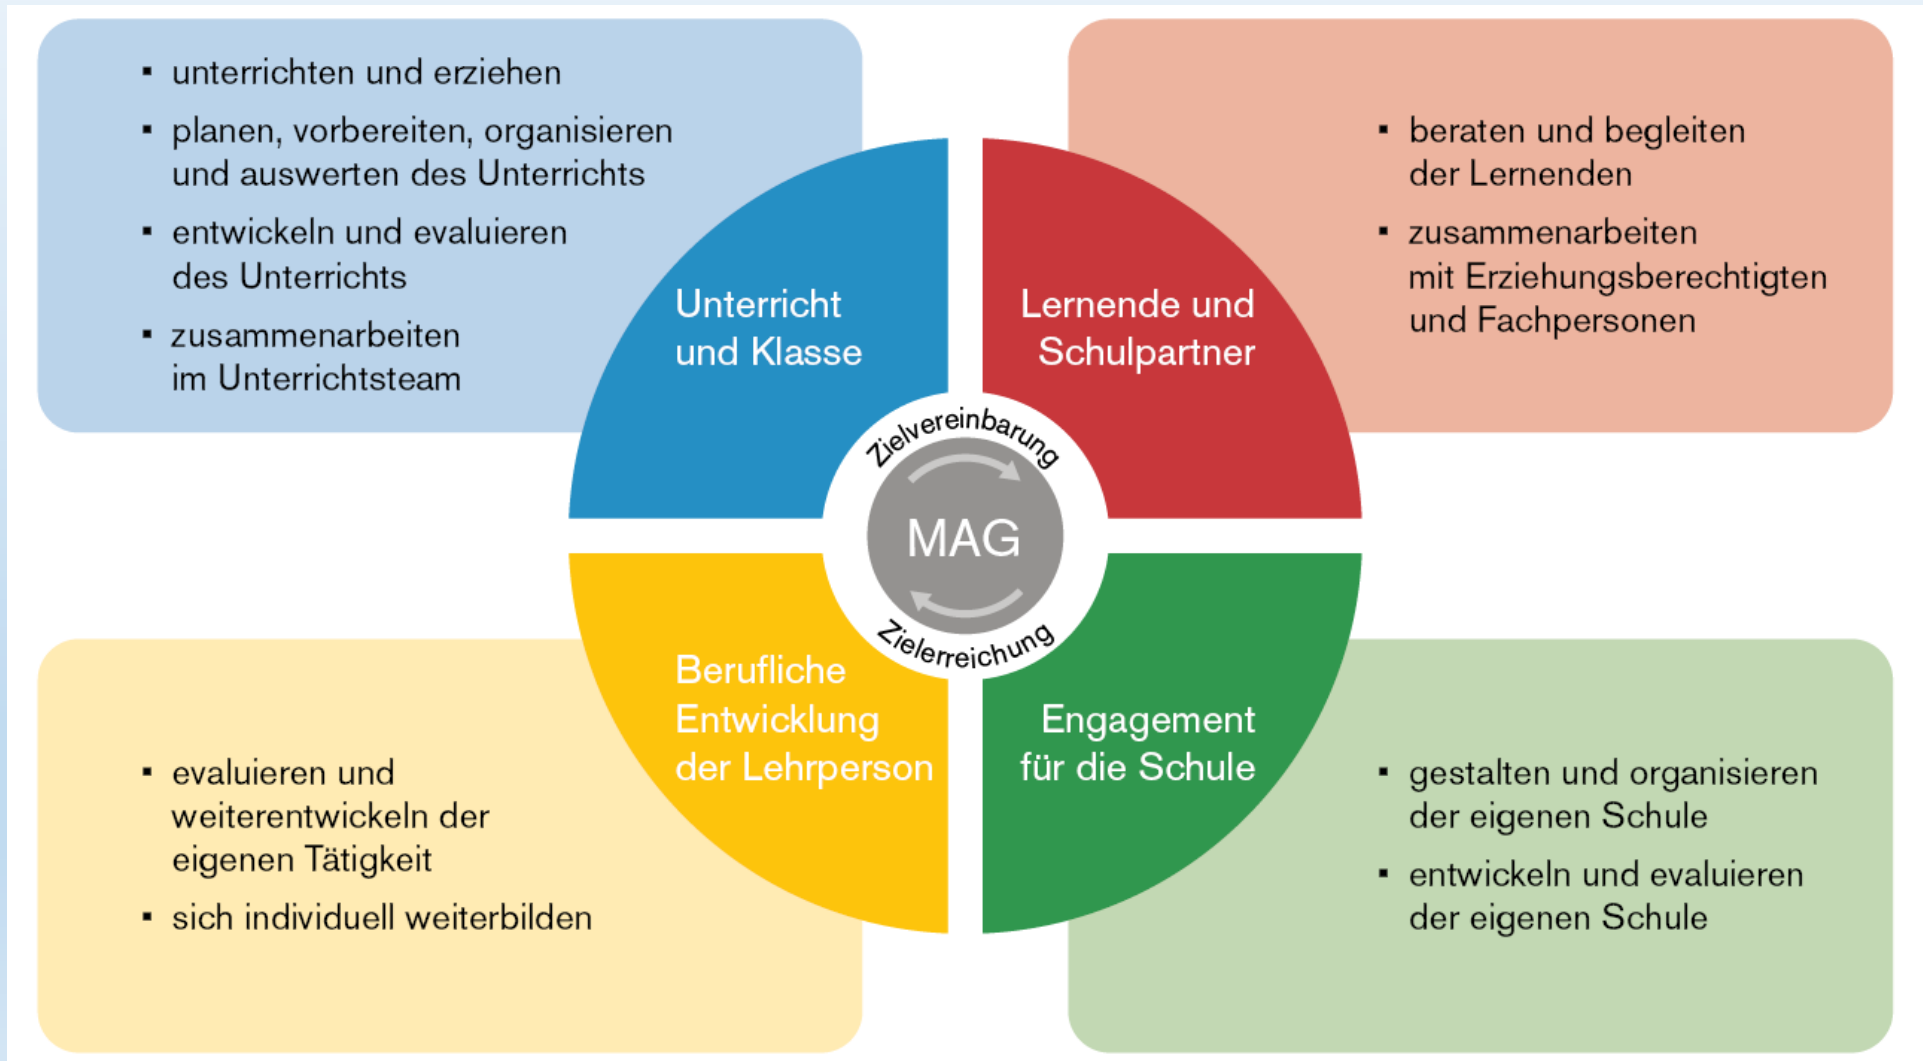 ▪ unterrichten und erziehen
▪ planen, vorbereiten, organisieren
und auswerten des Unterrichts
▪ entwickeln und evaluieren
des Unterrichts
▪ zusammenarbeiten
im Unterrichtsteam
▪ beraten und begleiten
der Lernenden
▪ zusammenarbeiten
mit Erziehungsberechtigten
und Fachpersonen
Unterricht
und Klasse
Lernende und
Schulpartner
Zielvereinbarung
MAG
Zielerreichung
Berufliche
Entwicklung
der Lehrperson
Engagement
für die Schule
▪ evaluieren und
weiterentwickeln der
eigenen Tätigkeit
▪ sich individuell weiterbilden
▪ gestalten und organisieren
der eigenen Schule
▪ entwickeln und evaluieren
der eigenen Schule